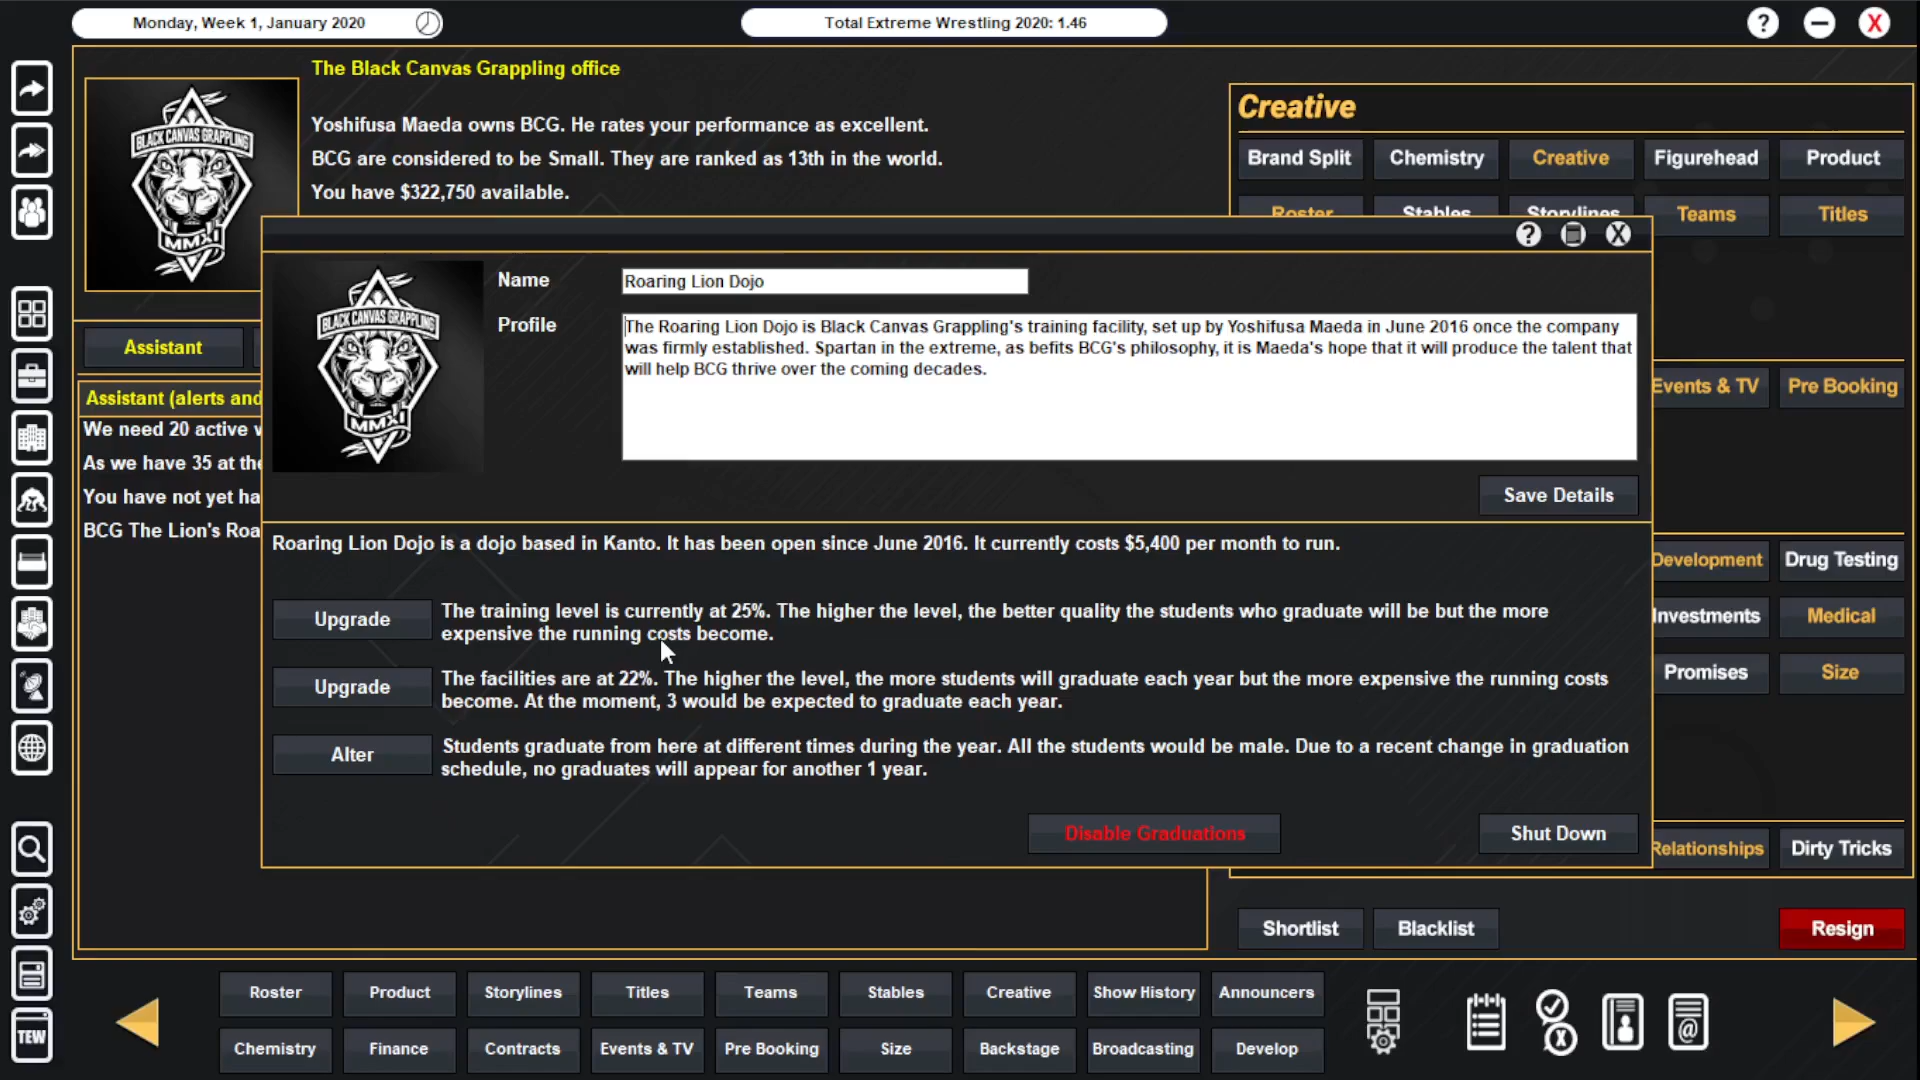 Monday, Week 1, January 2020
Total Extreme Wrestling 2020: 1.46
?
X
The Black Canvas Grappling office
BLACK CANVAS GRAPPLING
MMXI
Yoshifusa Maeda owns BCG. He rates your performance as excellent.
BCG are considered to be Small. They are ranked as 13th in the world.
You have $322,750 available.
Creative
Brand Split
Chemistry
Creative
Figurehead
Product
Roster
Stables
Storylines
Teams
Titles
? X
BLACK CANVAS GRAPPLING
MMXI
Name
Roaring Lion Dojo
Profile
The Roaring Lion Dojo is Black Canvas Grappling's training facility, set up by Yoshifusa Maeda in June 2016 once the company
was firmly established. Spartan in the extreme, as befits BCG's philosophy, it is Maeda's hope that it will produce the talent that
will help BCG thrive over the coming decades.
Save Details
Assistant
Assistant (alerts and
We need 20 active
As we have 35 at the
You have not yet ha
BCG The Lion's Roa
Roaring Lion Dojo is a dojo based in Kanto. It has been open since June 2016. It currently costs $5,400 per month to run.
Upgrade
The training level is currently at 25%. The higher the level, the better quality the students who graduate will be but the more
expensive the running costs become.
Upgrade
The facilities are at 22%. The higher the level, the more students will graduate each year but the more expensive the running costs
become. At the moment, 3 would be expected to graduate each year.
Alter
Students graduate from here at different times during the year. All the students would be male. Due to a recent change in graduation
schedule, no graduates will appear for another 1 year.
Disable Graduations
Shut Down
Events & TV
Pre Booking
Development
Drug Testing
Investments
Medical
Promises
Size
Relationships
Dirty Tricks
Shortlist
Blacklist
Resign
TEW
Roster
Product
Storylines
Titles
Teams
Stables
Creative
Show History
Announcers
Chemistry
Finance
Contracts
Events & TV
Pre Booking
Size
Backstage
Broadcasting
Develop